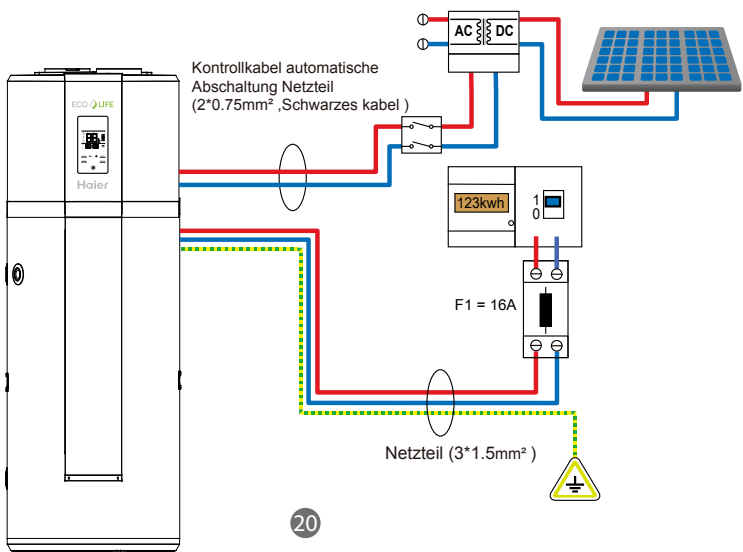 AC DC
Kontrollkabel automatische
Abschaltung Netzteil
(2*0.75mm² ,Schwarzes kabel )
ECO LIFE
Haier
123kwh
1
0
F1 = 16A
Netzteil (3*1.5mm² )
20